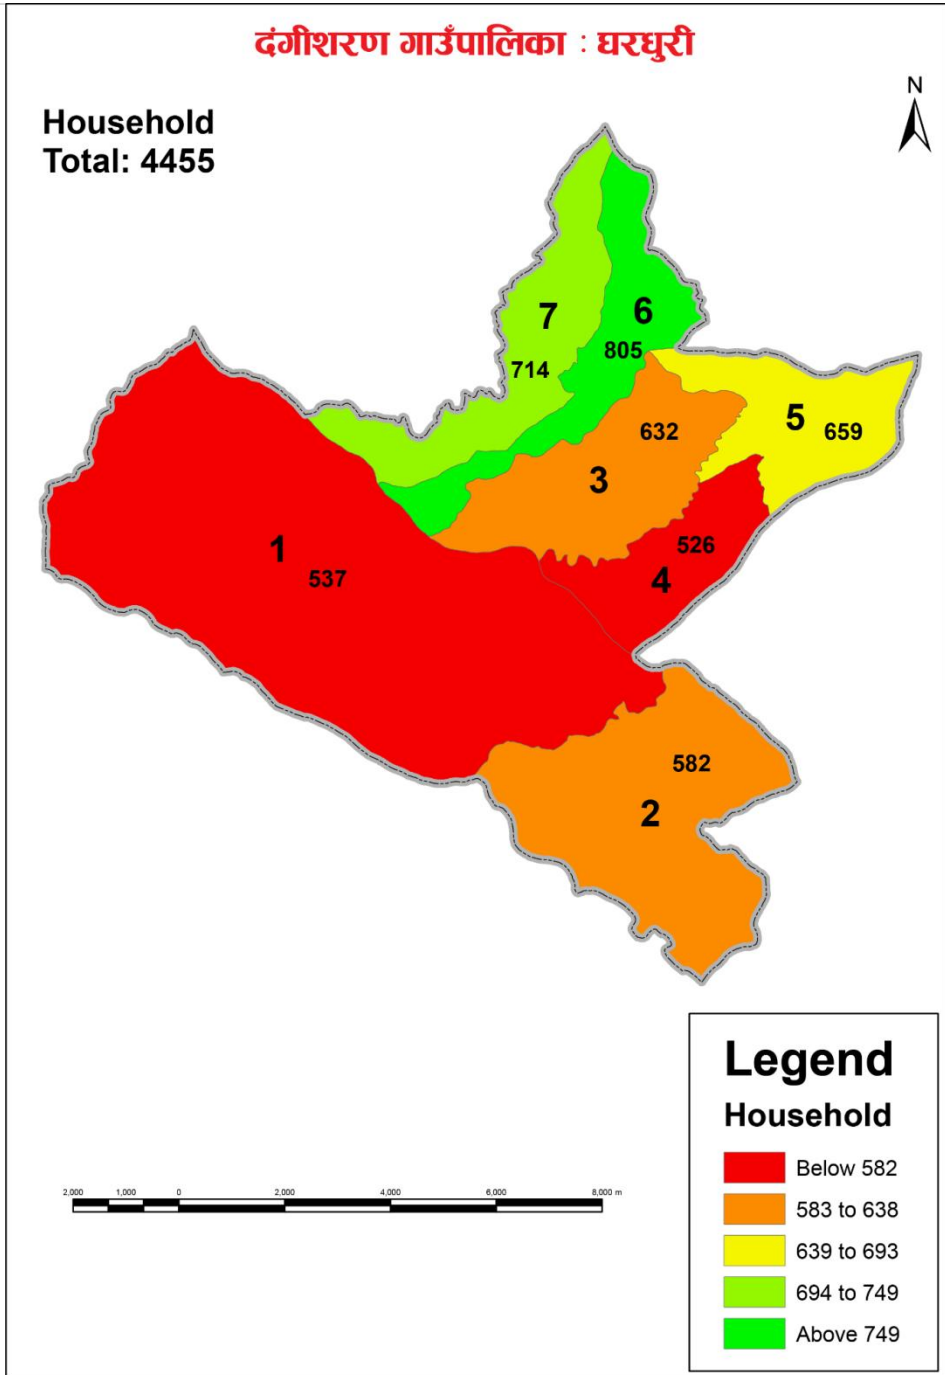 दंगीशरण गाउँपालिका : घरधुरी
N
Household
Total: 4455
7
714
6
805
5
659
3
632
4
526
1
537
2
582
Legend
Household
Below 582
583 to 638
639 to 693
694 to 749
Above 749
2,000 1,000 0 2,000 4,000 6,000 8,000 m